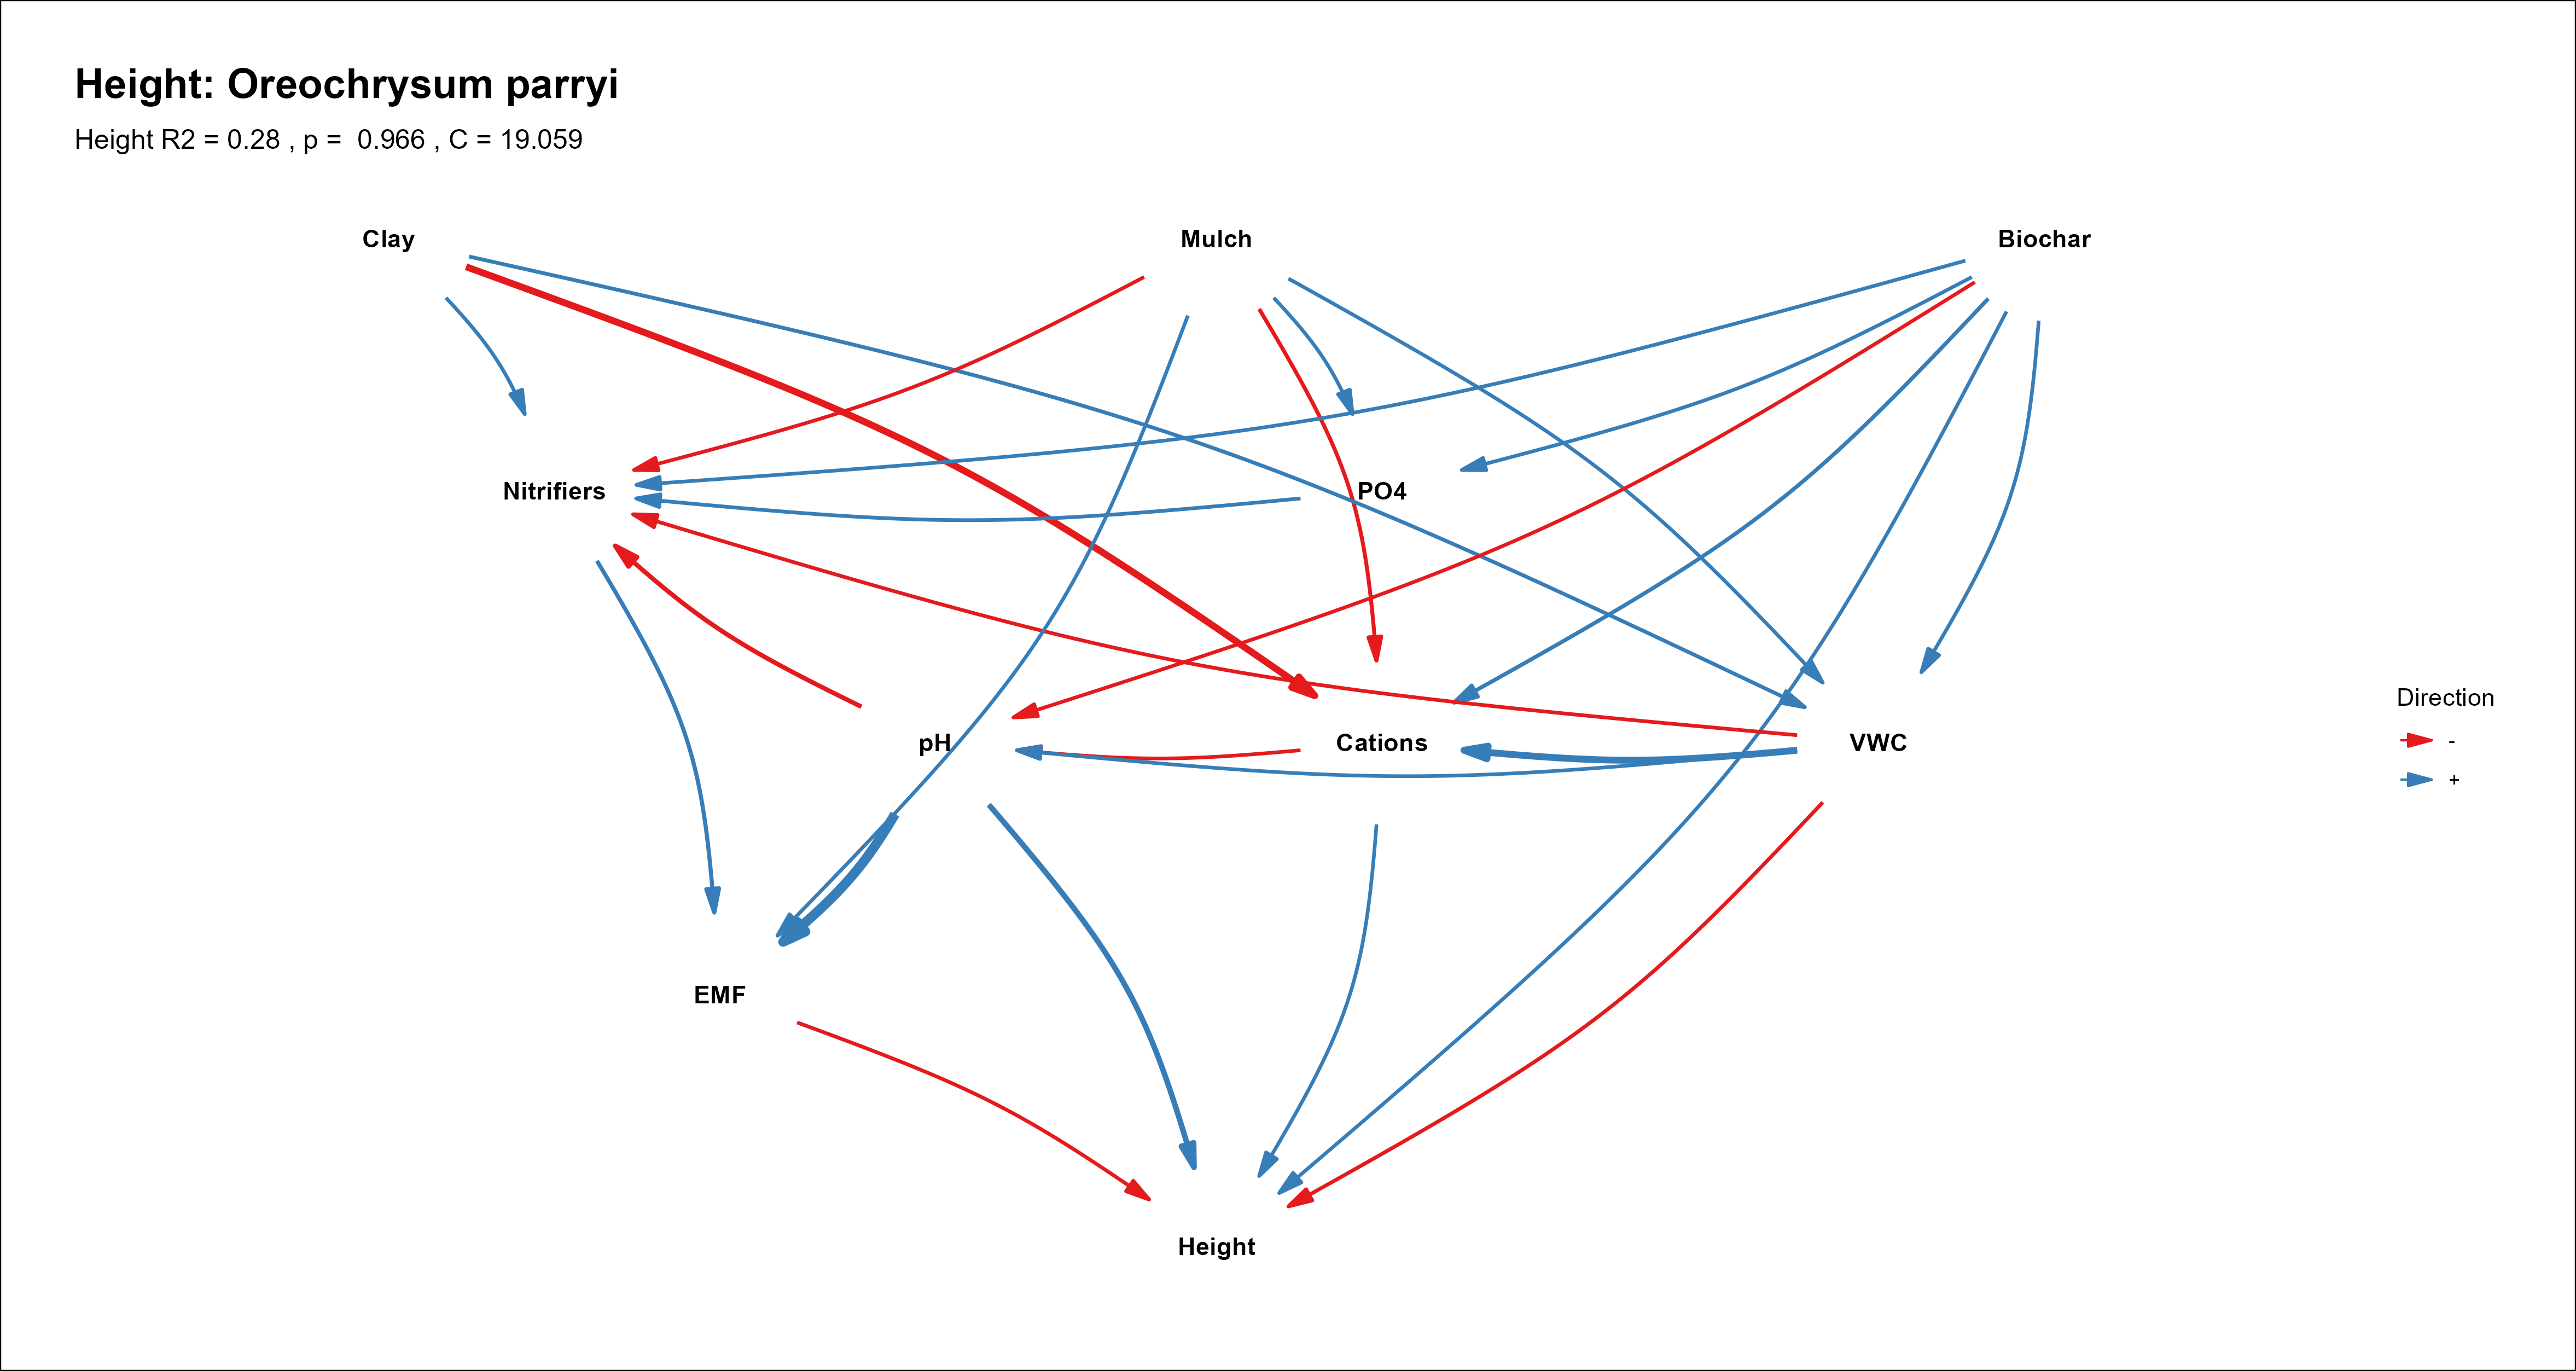 Height: Oreochrysum parryi
Height R2 = 0.28 , p =  0.966 , C = 19.059
Clay
Mulch
Biochar
Nitrifiers
PO4
pH
Cations
VWC
Direction
-
+
EMF
Height